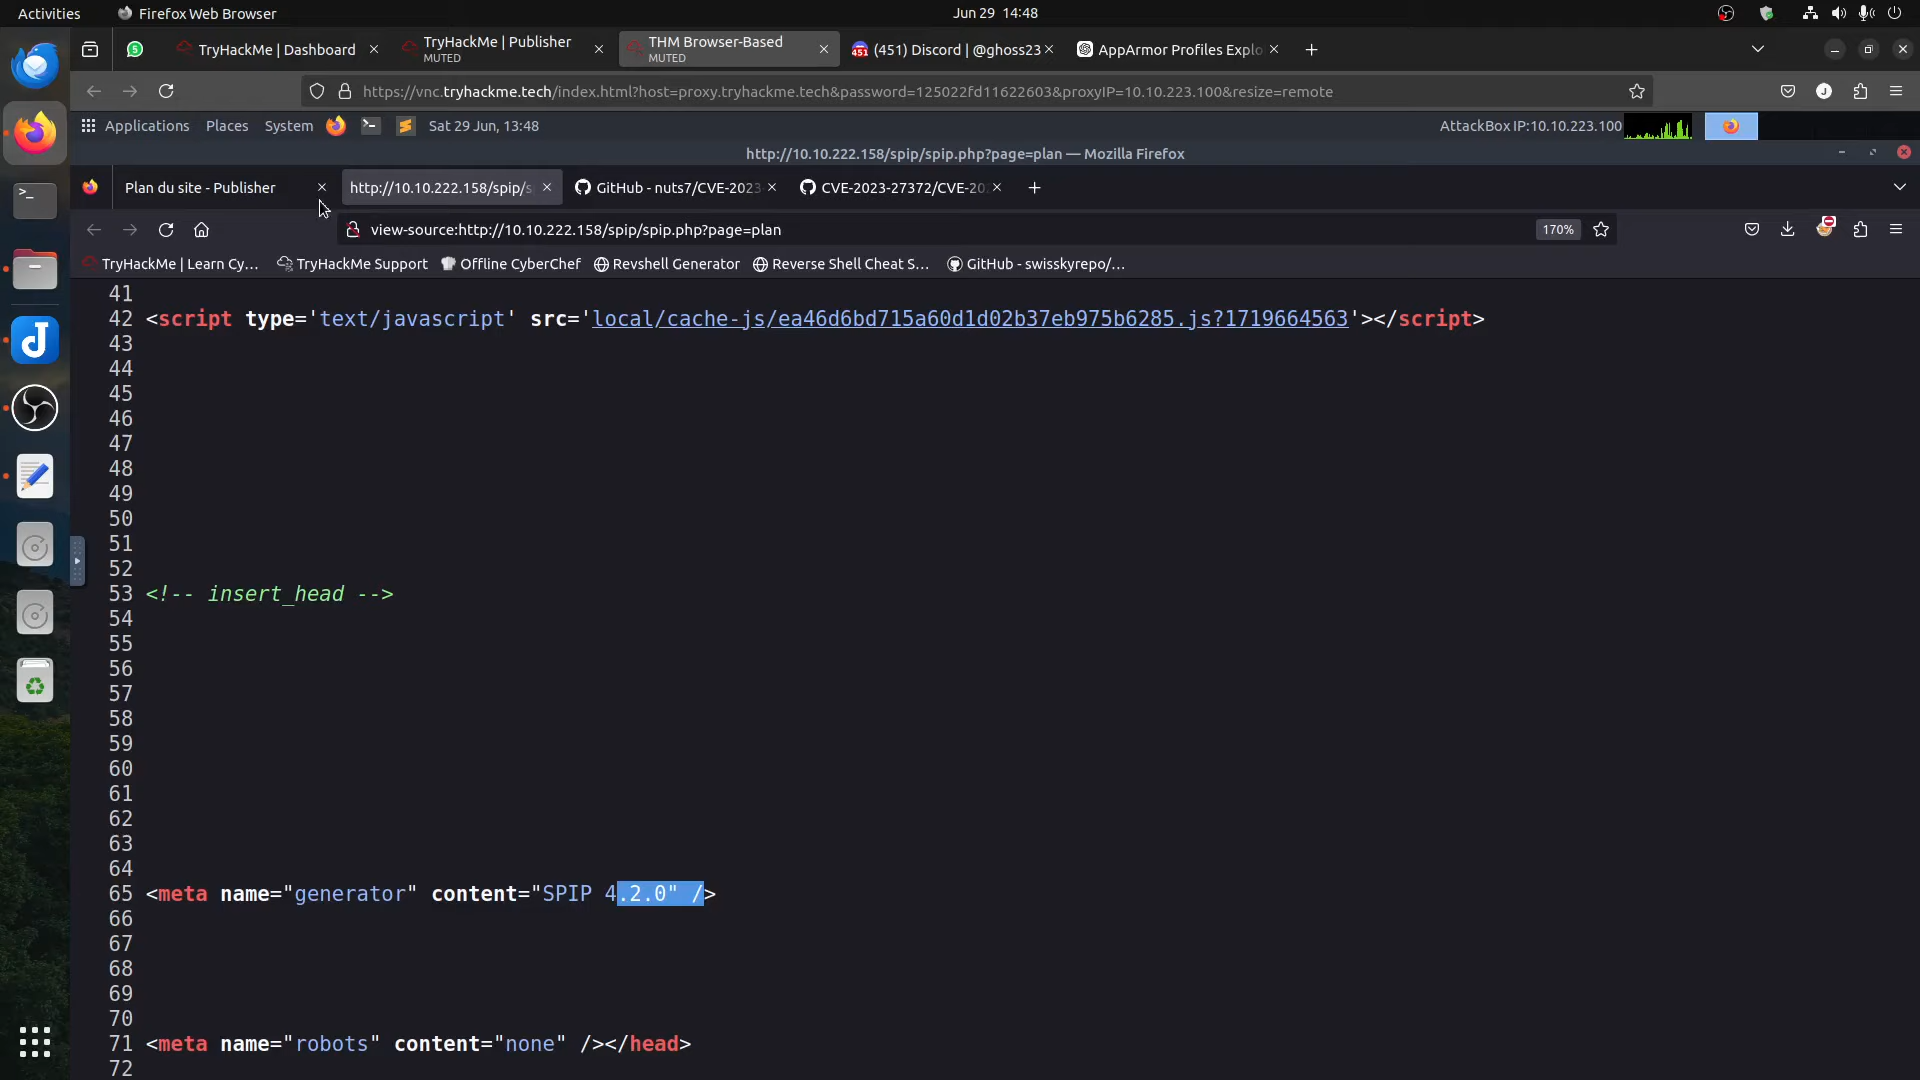 Activities Firefox Web Browser Jun 29 14:48
TryHackMe | Dashboard
TryHackMe | Publisher
MUTED
THM Browser-Based
MUTED
(451) Discord | @ghoss23
AppArmor Profiles Explo
https://vnc.tryhackme.tech/index.html?host=proxy.tryhackme.tech&password=125022fd11622603&proxyIP=10.10.223.100&resize=remote
Applications Places System Sat 29 Jun, 13:48 AttackBox IP:10.10.223.100
http://10.10.222.158/spip/spip.php?page=plan — Mozilla Firefox
Plan du site - Publisher
http://10.10.222.158/spip/s
GitHub - nuts7/CVE-2023-
CVE-2023-27372/CVE-20
view-source:http://10.10.222.158/spip/spip.php?page=plan 170%
TryHackMe | Learn Cy... TryHackMe Support Offline CyberChef Revshell Generator Reverse Shell Cheat S... GitHub - swisskyrepo/...
41
42 <script type='text/javascript' src='local/cache-js/ea46d6bd715a60d1d02b37eb975b6285.js?1719664563'></script>
43
44
45
46
47
48
49
50
51
52
53 <!-- insert_head -->
54
55
56
57
58
59
60
61
62
63
64
65 <meta name="generator" content="SPIP 4.2.0" />
66
67
68
69
70
71 <meta name="robots" content="none" /></head>
72